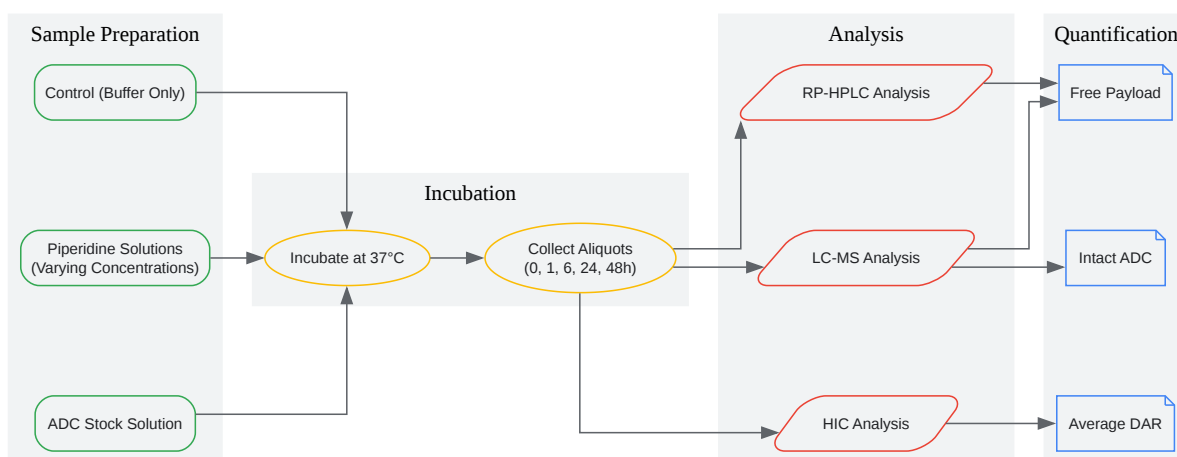 Sample Preparation
Control (Buffer Only)
Piperidine Solutions
(Varying Concentrations)
ADC Stock Solution
Incubation
Incubate at 37°C
Collect Aliquots
(0, 1, 6, 24, 48h)
Analysis
RP-HPLC Analysis
LC-MS Analysis
HIC Analysis
Quantification
Free Payload
Intact ADC
Average DAR